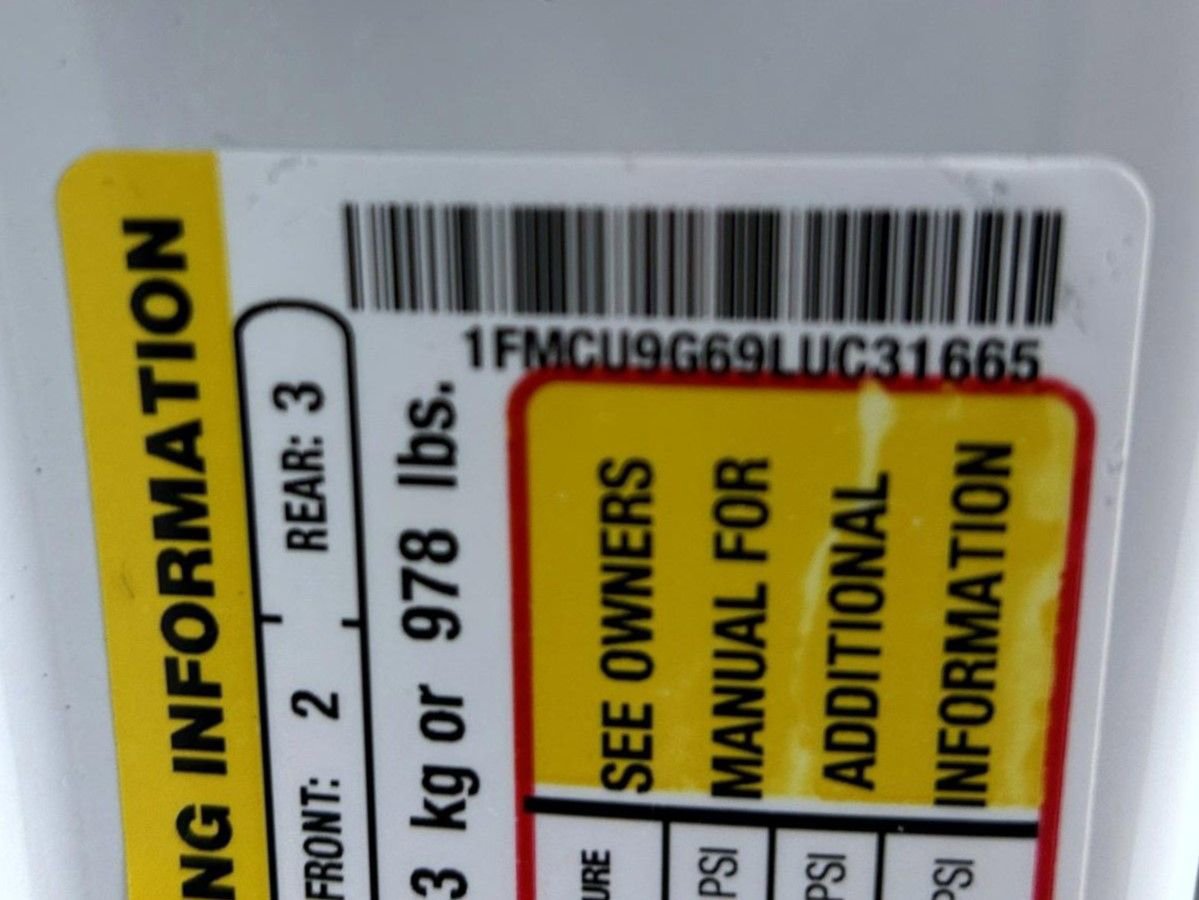 1FMCU9G69LUC31665
NG INFORMATION
FRONT: 2 REAR: 3
3 kg or 978 lbs.
SEE OWNERS
MANUAL FOR
ADDITIONAL
INFORMATION
URE
PSI
PSI
PSI